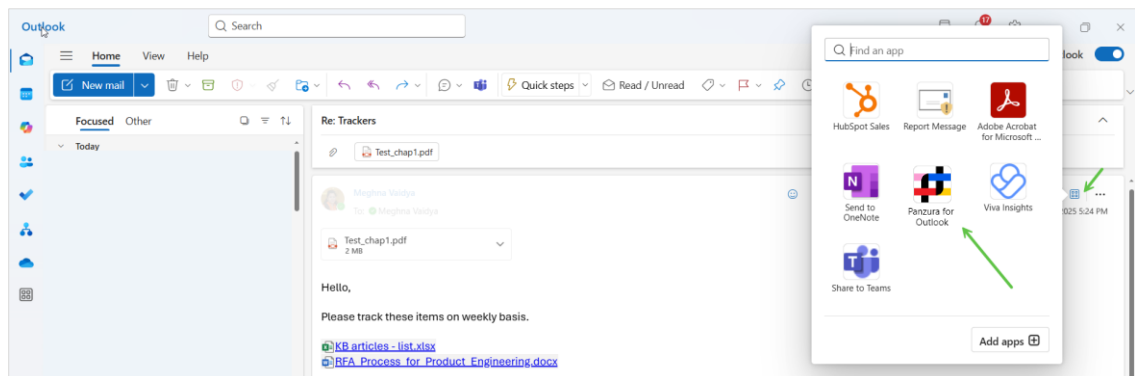 Outlook
Search
17
Home View Help
look
New mail
Quick steps
Read / Unread
Focused Other
Today
Re: Trackers
Test_chap1.pdf
Meghna Vaidya
To: Meghna Vaidya
2025 5:24 PM
Test_chap1.pdf
2 MB
Hello,
Please track these items on weekly basis.
KB articles - list.xlsx
RFA_Process_for_Product_Engineering.docx
Find an app
HubSpot Sales
Report Message
Adobe Acrobat
for Microsoft ...
N
Send to
OneNote
Panzura for
Outlook
Viva Insights
T
Share to Teams
Add apps